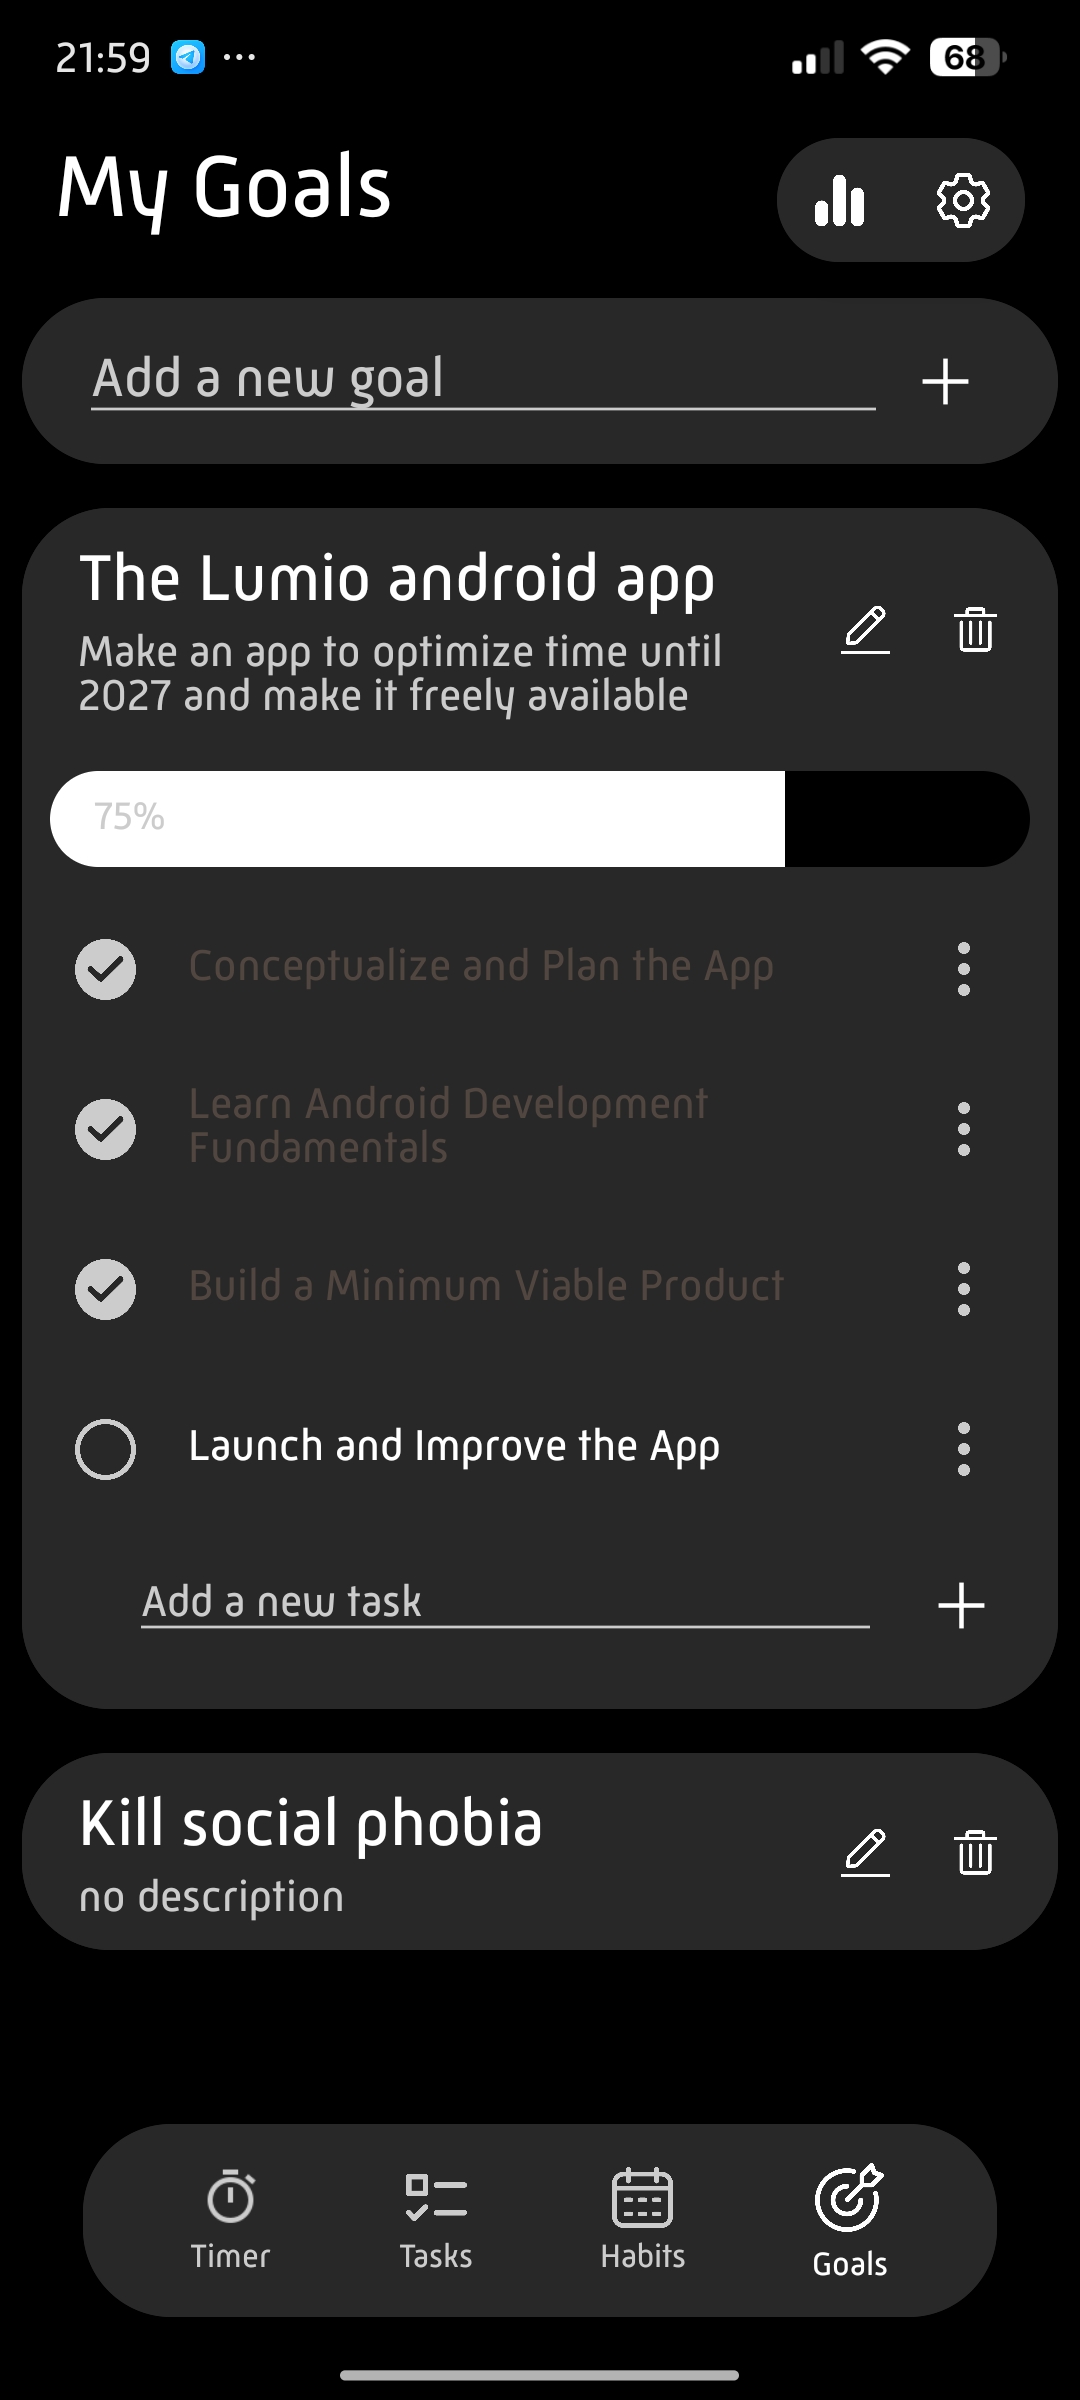 21:59
68
My Goals
Add a new goal
The Lumio android app
Make an app to optimize time until
2027 and make it freely available
75%
Conceptualize and Plan the App
Learn Android Development
Fundamentals
Build a Minimum Viable Product
Launch and Improve the App
Add a new task
Kill social phobia
no description
Timer
Tasks
Habits
Goals